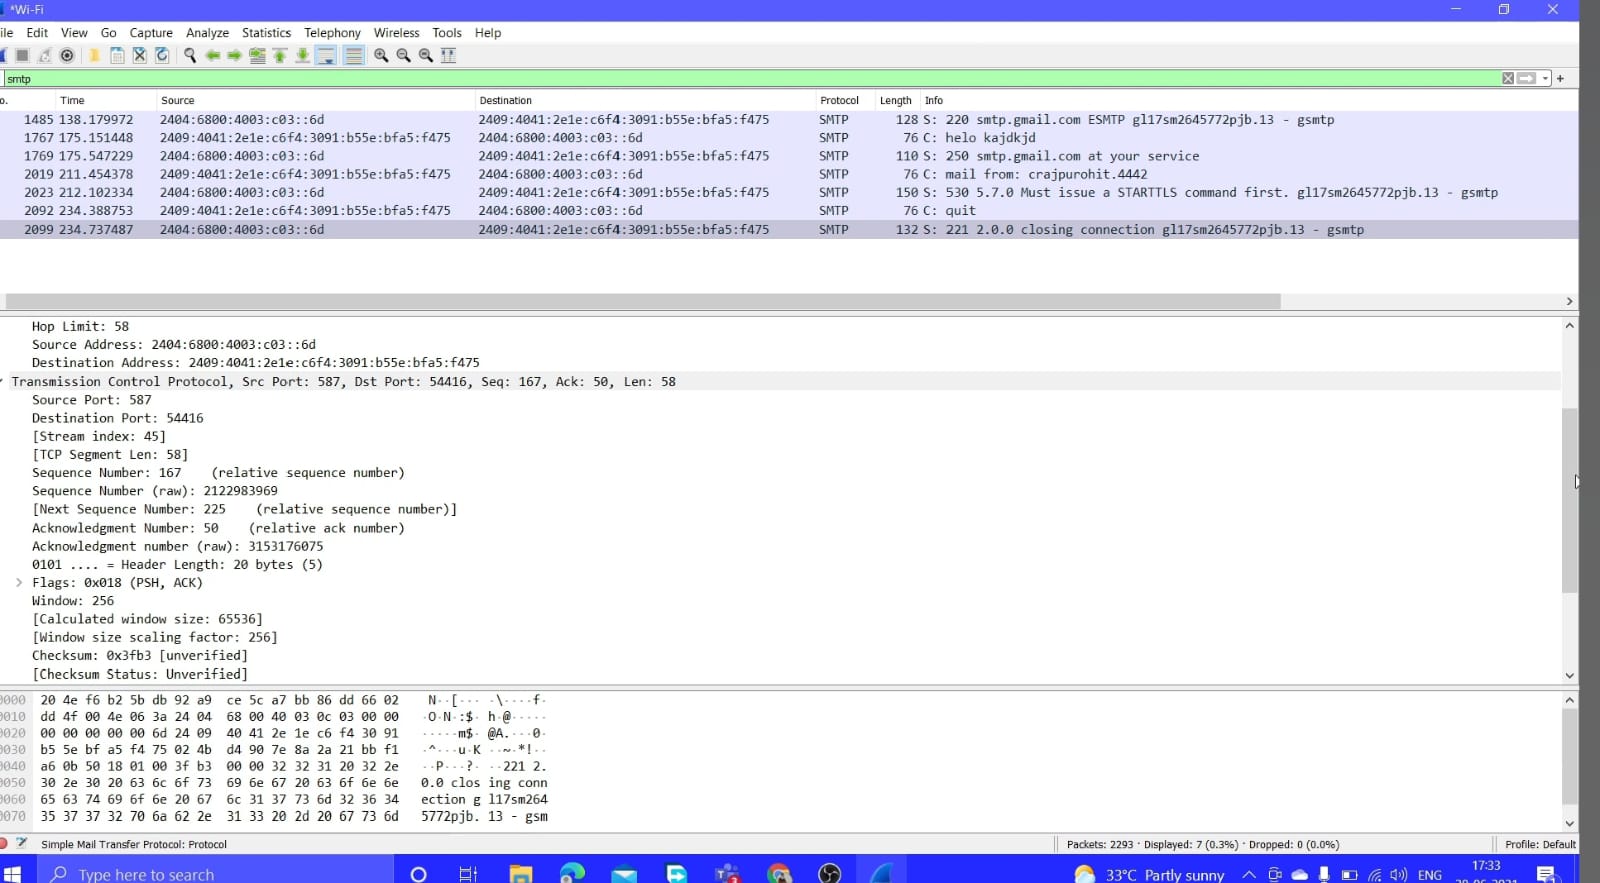 *Wi-Fi
ile Edit View Go Capture Analyze Statistics Telephony Wireless Tools Help
smtp
o. Time Source Destination Protocol Length Info
1485 138.179972 2404:6800:4003:c03::6d 2409:4041:2e1e:c6f4:3091:b55e:bfa5:f475 SMTP 128 S: 220 smtp.gmail.com ESMTP gl17sm2645772pjb.13 - gsmtp
1767 175.151448 2409:4041:2e1e:c6f4:3091:b55e:bfa5:f475 2404:6800:4003:c03::6d SMTP 76 C: helo kajdkjd
1769 175.547229 2404:6800:4003:c03::6d 2409:4041:2e1e:c6f4:3091:b55e:bfa5:f475 SMTP 110 S: 250 smtp.gmail.com at your service
2019 211.454378 2409:4041:2e1e:c6f4:3091:b55e:bfa5:f475 2404:6800:4003:c03::6d SMTP 76 C: mail from: crajpurohit.4442
2023 212.102334 2404:6800:4003:c03::6d 2409:4041:2e1e:c6f4:3091:b55e:bfa5:f475 SMTP 150 S: 530 5.7.0 Must issue a STARTTLS command first. gl17sm2645772pjb.13 - gsmtp
2092 234.388753 2409:4041:2e1e:c6f4:3091:b55e:bfa5:f475 2404:6800:4003:c03::6d SMTP 76 C: quit
2099 234.737487 2404:6800:4003:c03::6d 2409:4041:2e1e:c6f4:3091:b55e:bfa5:f475 SMTP 132 S: 221 2.0.0 closing connection gl17sm2645772pjb.13 - gsmtp
Hop Limit: 58
Source Address: 2404:6800:4003:c03::6d
Destination Address: 2409:4041:2e1e:c6f4:3091:b55e:bfa5:f475
Transmission Control Protocol, Src Port: 587, Dst Port: 54416, Seq: 167, Ack: 50, Len: 58
Source Port: 587
Destination Port: 54416
[Stream index: 45]
[TCP Segment Len: 58]
Sequence Number: 167 (relative sequence number)
Sequence Number (raw): 2122983969
[Next Sequence Number: 225 (relative sequence number)]
Acknowledgment Number: 50 (relative ack number)
Acknowledgment number (raw): 3153176075
0101 .... = Header Length: 20 bytes (5)
Flags: 0x018 (PSH, ACK)
Window: 256
[Calculated window size: 65536]
[Window size scaling factor: 256]
Checksum: 0x3fb3 [unverified]
[Checksum Status: Unverified]
0000 20 4e f6 b2 5b db 92 a9 ce 5c a7 bb 86 dd 66 02 N··[··· ·\····f·
0010 dd 4f 00 4e 06 3a 24 04 68 00 40 03 0c 03 00 00 ·O·N·:$· h·@·····
0020 00 00 00 00 00 6d 24 09 40 41 2e 1e c6 f4 30 91 ·····m$· @A.···0·
0030 b5 5e bf a5 f4 75 02 4b d4 90 7e 8a 2a 21 bb f1 ·^···u·K ··~·*!··
0040 a6 0b 50 18 01 00 3f b3 00 00 32 32 31 20 32 2e ··P···?· ··221 2.
0050 30 2e 30 20 63 6c 6f 73 69 6e 67 20 63 6f 6e 6e 0.0 clos ing conn
0060 65 63 74 69 6f 6e 20 67 6c 31 37 73 6d 32 36 34 ection g l17sm264
0070 35 37 37 32 70 6a 62 2e 31 33 20 2d 20 67 73 6d 5772pjb. 13 - gsm
Simple Mail Transfer Protocol: Protocol Packets: 2293 · Displayed: 7 (0.3%) · Dropped: 0 (0.0%) Profile: Default
Type here to search 33°C Partly sunny ENG 17:33